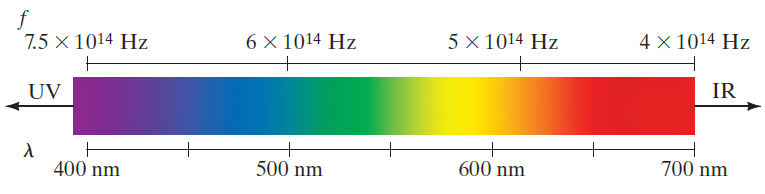 f
7.5 × 10¹⁴ Hz 6 × 10¹⁴ Hz 5 × 10¹⁴ Hz 4 × 10¹⁴ Hz
UV IR
λ
400 nm 500 nm 600 nm 700 nm